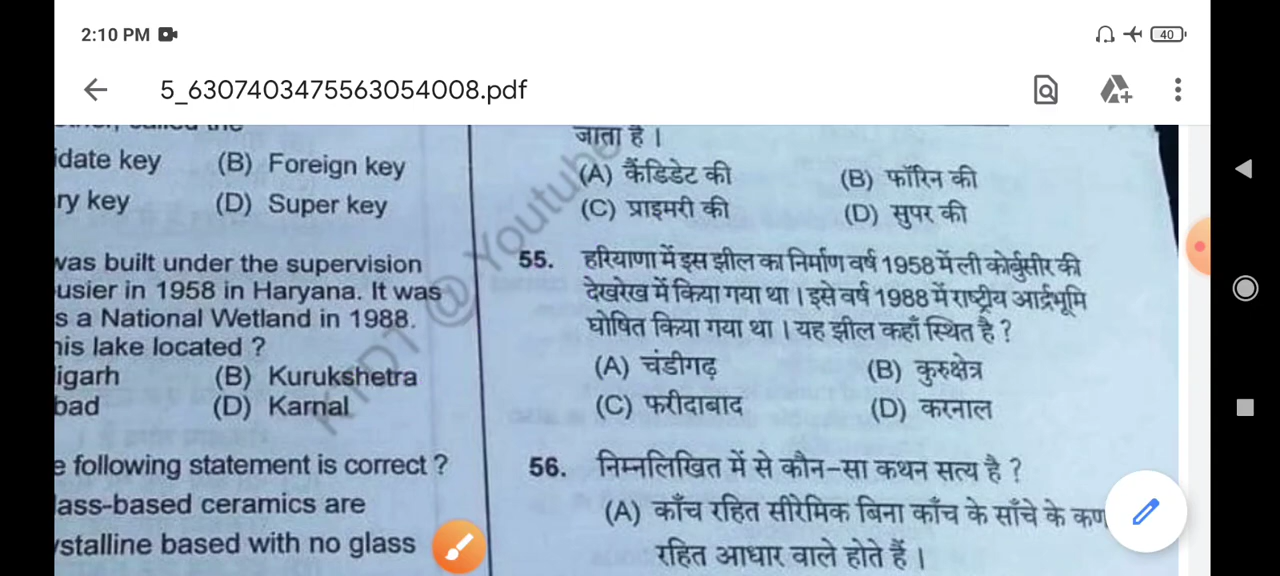 2:10 PM
40
5_6307403475563054008.pdf
idate key (B) Foreign key
ry key (D) Super key
was built under the supervision
usier in 1958 in Haryana. It was
s a National Wetland in 1988.
his lake located ?
igarh (B) Kurukshetra
bad (D) Karnal
e following statement is correct ?
ass-based ceramics are
ystalline based with no glass
जाता है ।
(A) कैंडिडेट की (B) फॉरिन की
(C) प्राइमरी की (D) सुपर की
55. हरियाणा में इस झील का निर्माण वर्ष 1958 में ली कोर्बुसीर की
देखरेख में किया गया था । इसे वर्ष 1988 में राष्ट्रीय आर्द्रभूमि
घोषित किया गया था । यह झील कहाँ स्थित है ?
(A) चंडीगढ़ (B) कुरुक्षेत्र
(C) फरीदाबाद (D) करनाल
56. निम्नलिखित में से कौन-सा कथन सत्य है ?
(A) काँच रहित सीरेमिक बिना काँच के साँचे के कण
रहित आधार वाले होते हैं ।
@Youtube